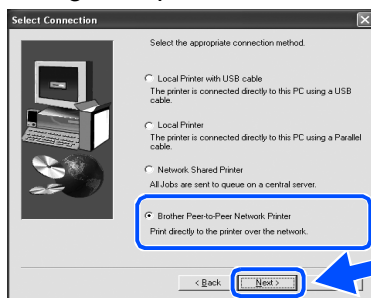 Select Connection
Select the appropriate connection method.
Local Printer with USB cable
The printer is connected directly to this PC using a USB
cable.
Local Printer
The printer is connected directly to this PC using a Parallel
cable.
Network Shared Printer
All Jobs are sent to queue on a central server.
Brother Peer-to-Peer Network Printer
Print directly to the printer over the network.
< Back Next >